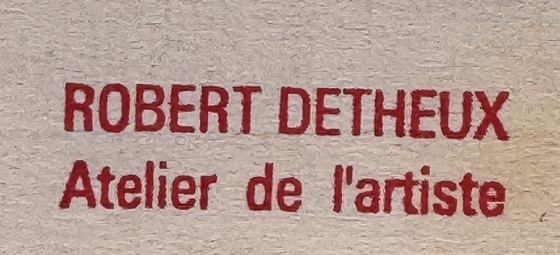 ROBERT DETHEUX
Atelier de l'artiste